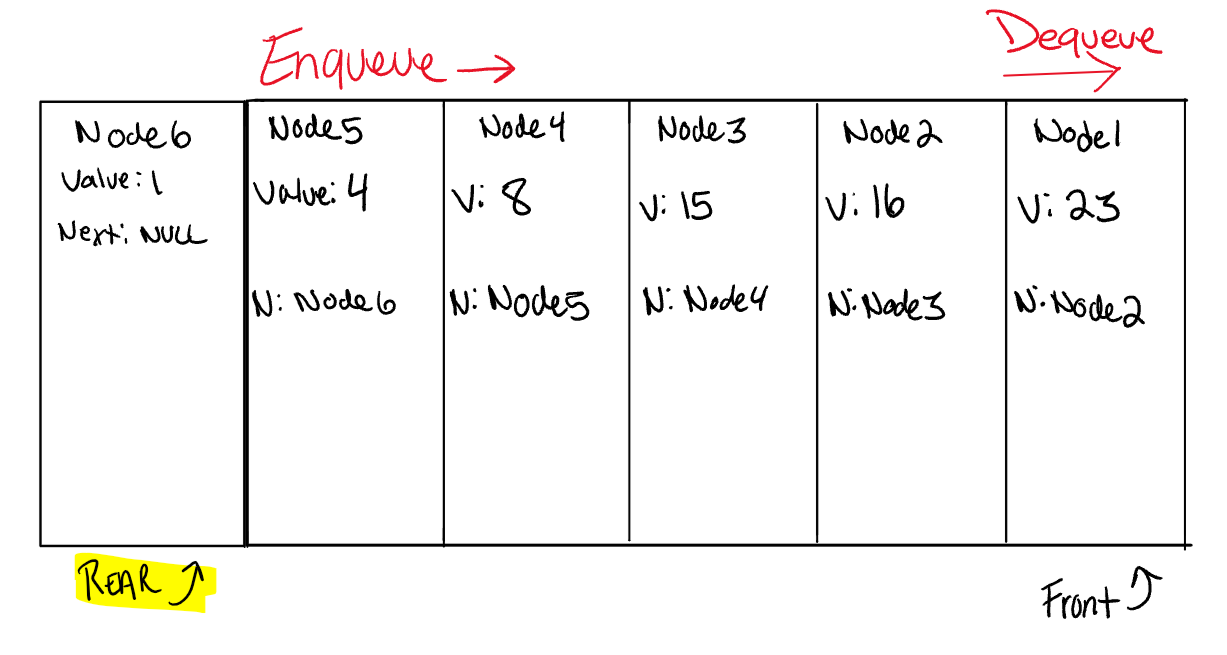 Enqueue →
Dequeue
Node6
Value: 1
Next: NULL
Node5
Value: 4
N: Node6
Node4
V: 8
N: Node5
Node3
V: 15
N: Node4
Node2
V: 16
N: Node3
Node1
V: 23
N: Node2
REAR
Front